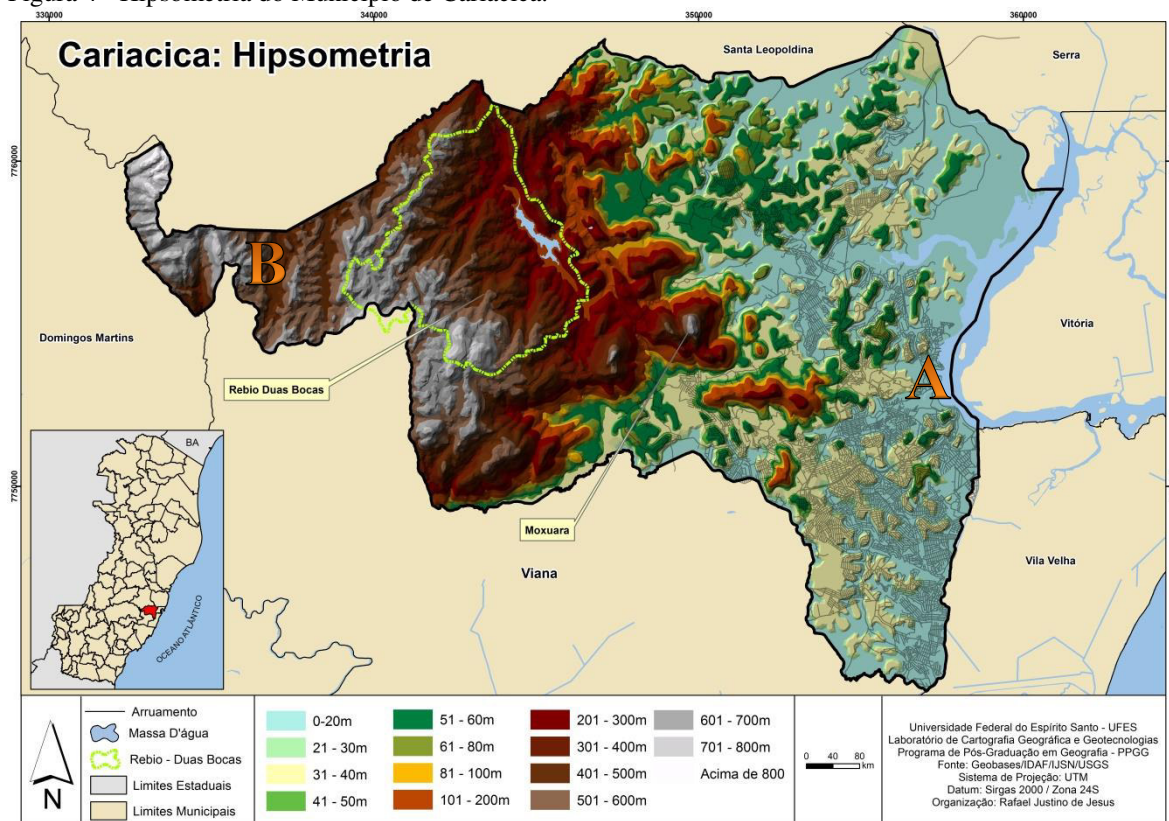 Figura 4 - Hipsometria do Município de Cariacica.
330000
340000
350000
360000
Cariacica: Hipsometria
Santa Leopoldina
Serra
7760000
B
Domingos Martins
Vitória
Rebio Duas Bocas
A
7750000
Moxuara
Viana
Vila Velha
BA
OCEANO ATLÂNTICO
N
Arruamento
Massa D'água
Rebio - Duas Bocas
Limites Estaduais
Limites Municipais
0-20m
21 - 30m
31 - 40m
41 - 50m
51 - 60m
61 - 80m
81 - 100m
101 - 200m
201 - 300m
301 - 400m
401 - 500m
501 - 600m
601 - 700m
701 - 800m
Acima de 800
0 20 40 60 80
km
Universidade Federal do Espírito Santo - UFES
Laboratório de Cartografia Geográfica e Geotecnologias
Programa de Pós-Graduação em Geografia - PPGG
Fonte: Geobases/IDAF/IJSN/USGS
Sistema de Projeção: UTM
Datum: Sirgas 2000 / Zona 24S
Organização: Rafael Justino de Jesus